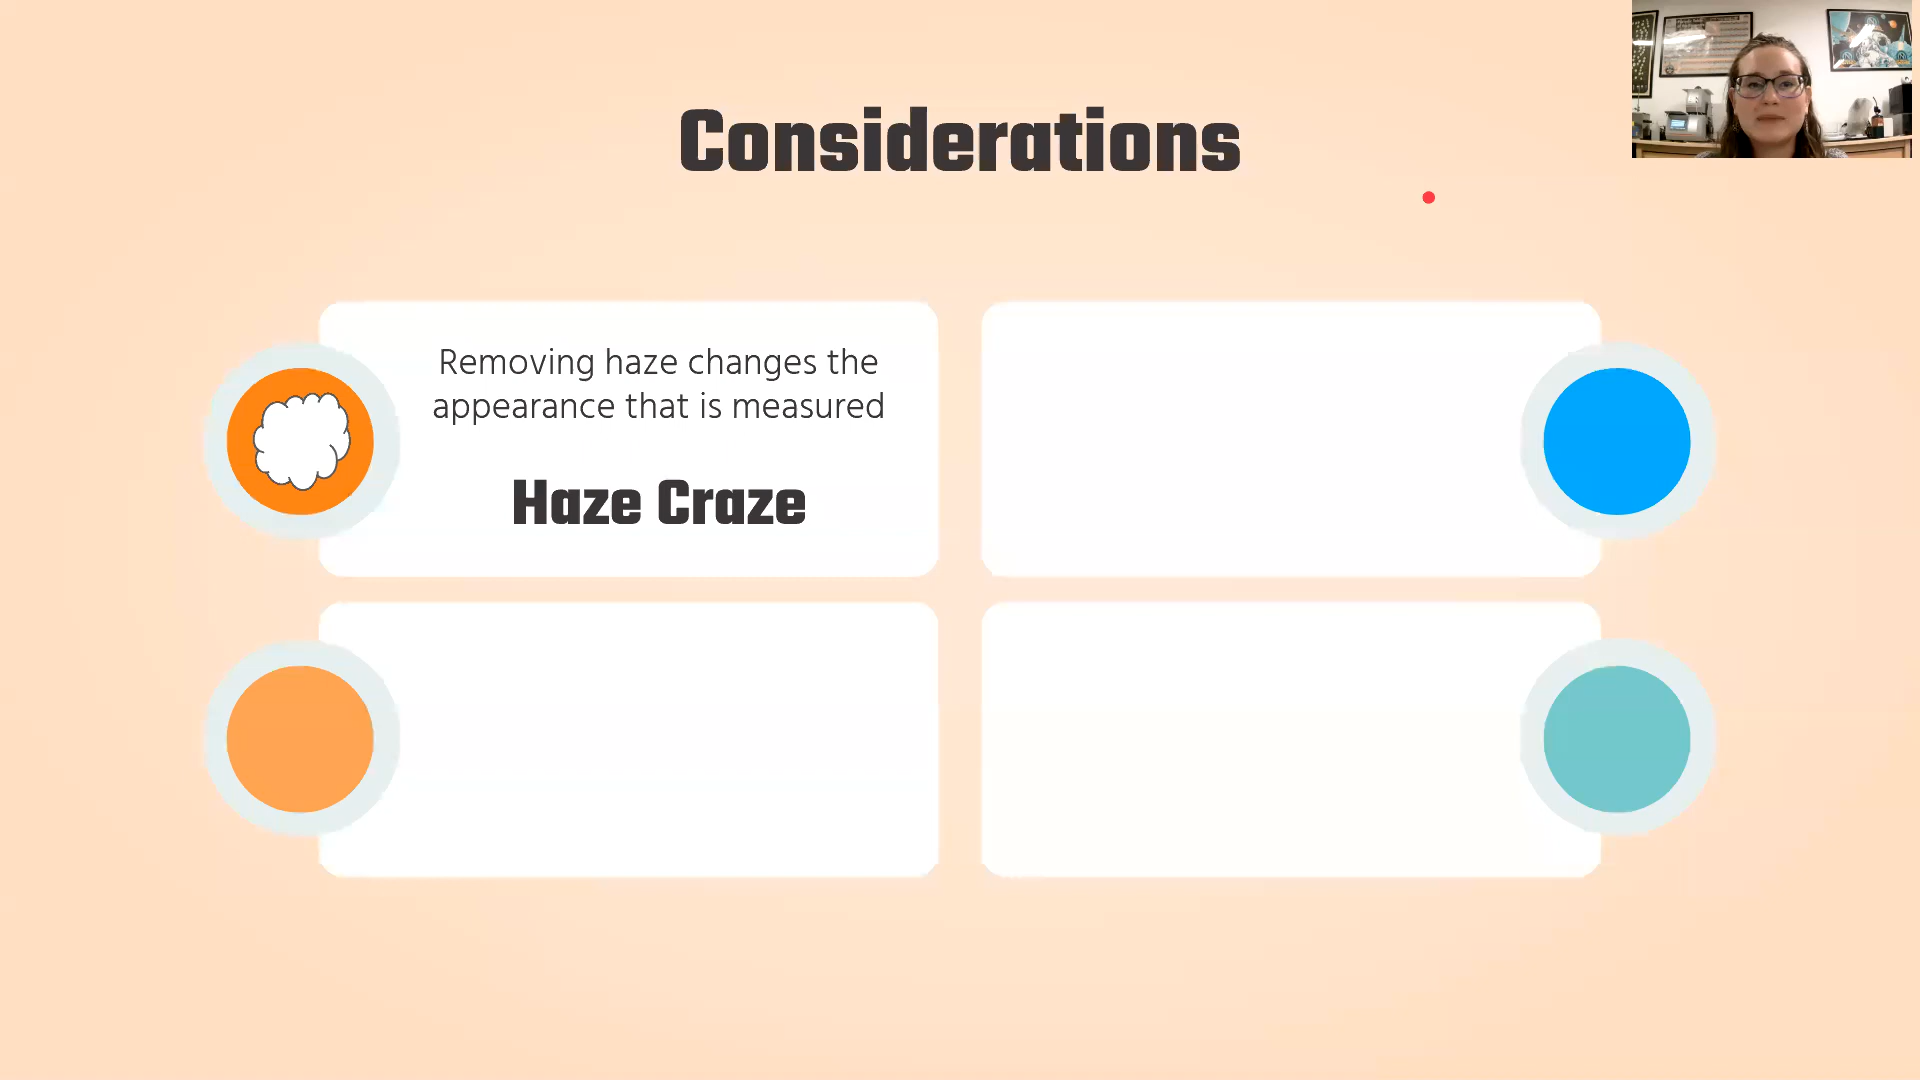 Considerations
Removing haze changes the
appearance that is measured
Haze Craze